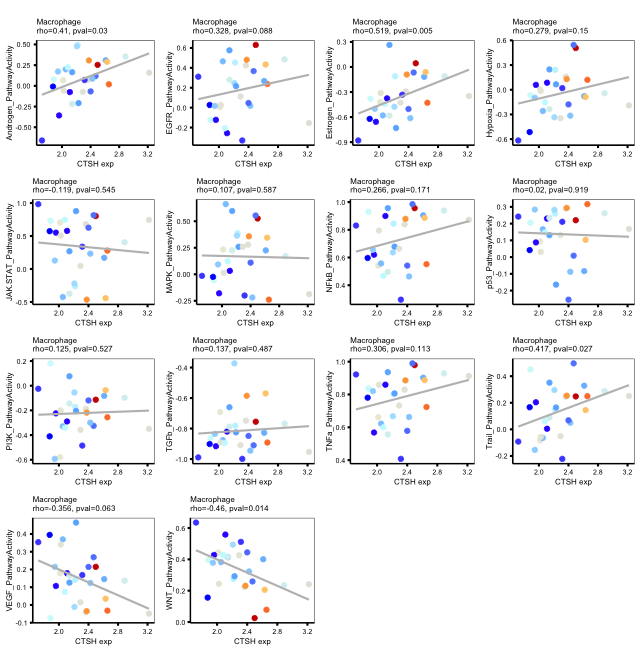 Macrophage
rho=0.41, pval=0.03
Androgen_PathwayActivity
0.50
0.25
0.00
-0.25
-0.50
2.0 2.4 2.8 3.2
CTSH exp
Macrophage
rho=0.328, pval=0.088
EGFR_PathwayActivity
0.6
0.4
0.2
0.0
-0.2
2.0 2.4 2.8 3.2
CTSH exp
Macrophage
rho=0.519, pval=0.005
Estrogen_PathwayActivity
0.3
0.0
-0.3
-0.6
-0.9
2.0 2.4 2.8 3.2
CTSH exp
Macrophage
rho=0.279, pval=0.15
Hypoxia_PathwayActivity
0.6
0.3
0.0
-0.3
-0.6
2.0 2.4 2.8 3.2
CTSH exp
Macrophage
rho=-0.119, pval=0.545
JAK-STAT_PathwayActivity
1.0
0.5
0.0
-0.5
2.0 2.4 2.8 3.2
CTSH exp
Macrophage
rho=0.107, pval=0.587
MAPK_PathwayActivity
0.50
0.25
0.00
-0.25
2.0 2.4 2.8 3.2
CTSH exp
Macrophage
rho=0.266, pval=0.171
NFkB_PathwayActivity
1.0
0.8
0.6
0.4
2.0 2.4 2.8 3.2
CTSH exp
Macrophage
rho=0.02, pval=0.919
p53_PathwayActivity
0.3
0.2
0.1
0.0
-0.1
-0.2
2.0 2.4 2.8 3.2
CTSH exp
Macrophage
rho=0.125, pval=0.527
PI3K_PathwayActivity
0.2
0.0
-0.2
-0.4
-0.6
2.0 2.4 2.8 3.2
CTSH exp
Macrophage
rho=0.137, pval=0.487
TGFb_PathwayActivity
-0.4
-0.6
-0.8
-1.0
2.0 2.4 2.8 3.2
CTSH exp
Macrophage
rho=0.306, pval=0.113
TNFa_PathwayActivity
1.0
0.8
0.6
0.4
2.0 2.4 2.8 3.2
CTSH exp
Macrophage
rho=0.417, pval=0.027
Trail_PathwayActivity
0.4
0.2
0.0
-0.2
2.0 2.4 2.8 3.2
CTSH exp
Macrophage
rho=-0.356, pval=0.063
VEGF_PathwayActivity
0.4
0.3
0.2
0.1
0.0
-0.1
2.0 2.4 2.8 3.2
CTSH exp
Macrophage
rho=-0.46, pval=0.014
WNT_PathwayActivity
0.6
0.4
0.2
0.0
2.0 2.4 2.8 3.2
CTSH exp